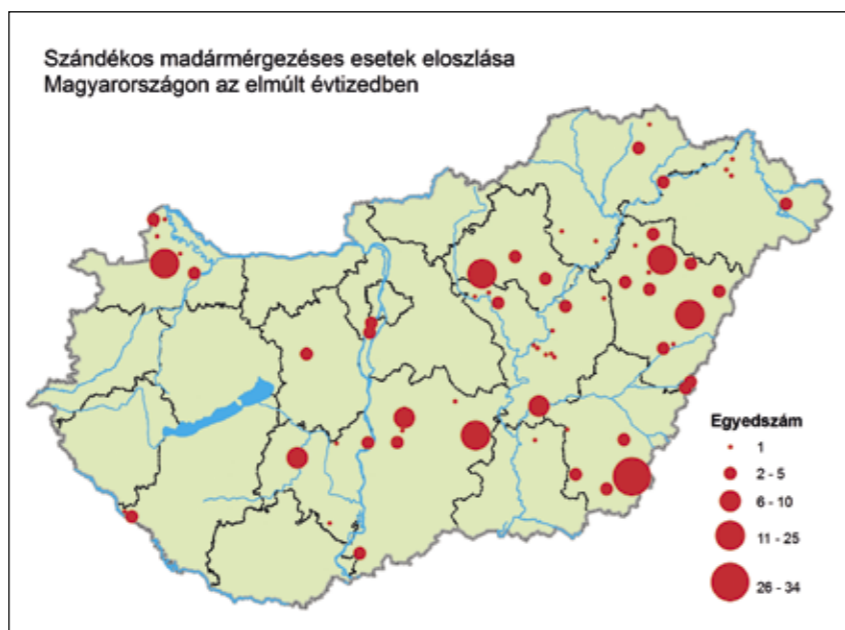 Szándékos madármérgezéses esetek eloszlása
Magyarországon az elmúlt évtizedben
Egyedszám
1
2 - 5
6 - 10
11 - 25
26 - 34